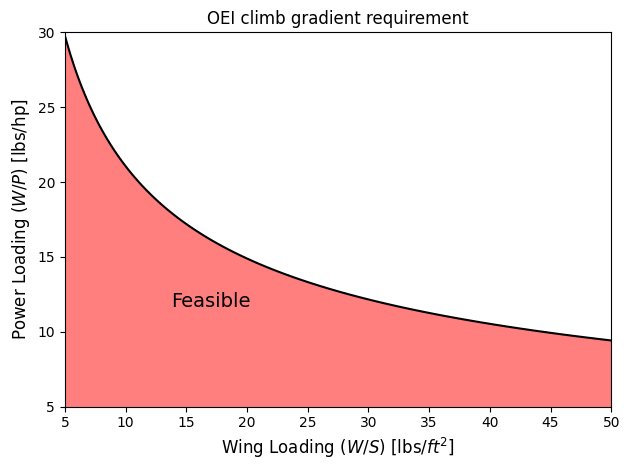 OEI climb gradient requirement
30
25
20
15
10
5
Power Loading (W/P) [lbs/hp]
Feasible
5 10 15 20 25 30 35 40 45 50
Wing Loading (W/S) [lbs/ft²]